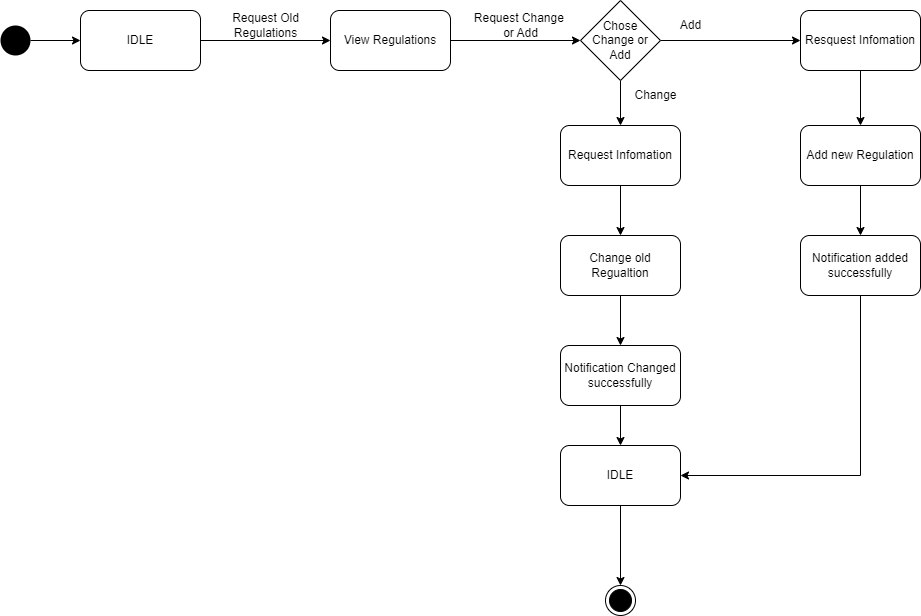 IDLE
Request Old
Regulations
View Regulations
Request Change
or Add
Chose
Change or
Add
Add
Resquest Infomation
Change
Request Infomation
Add new Regulation
Change old
Regualtion
Notification added
successfully
Notification Changed
successfully
IDLE